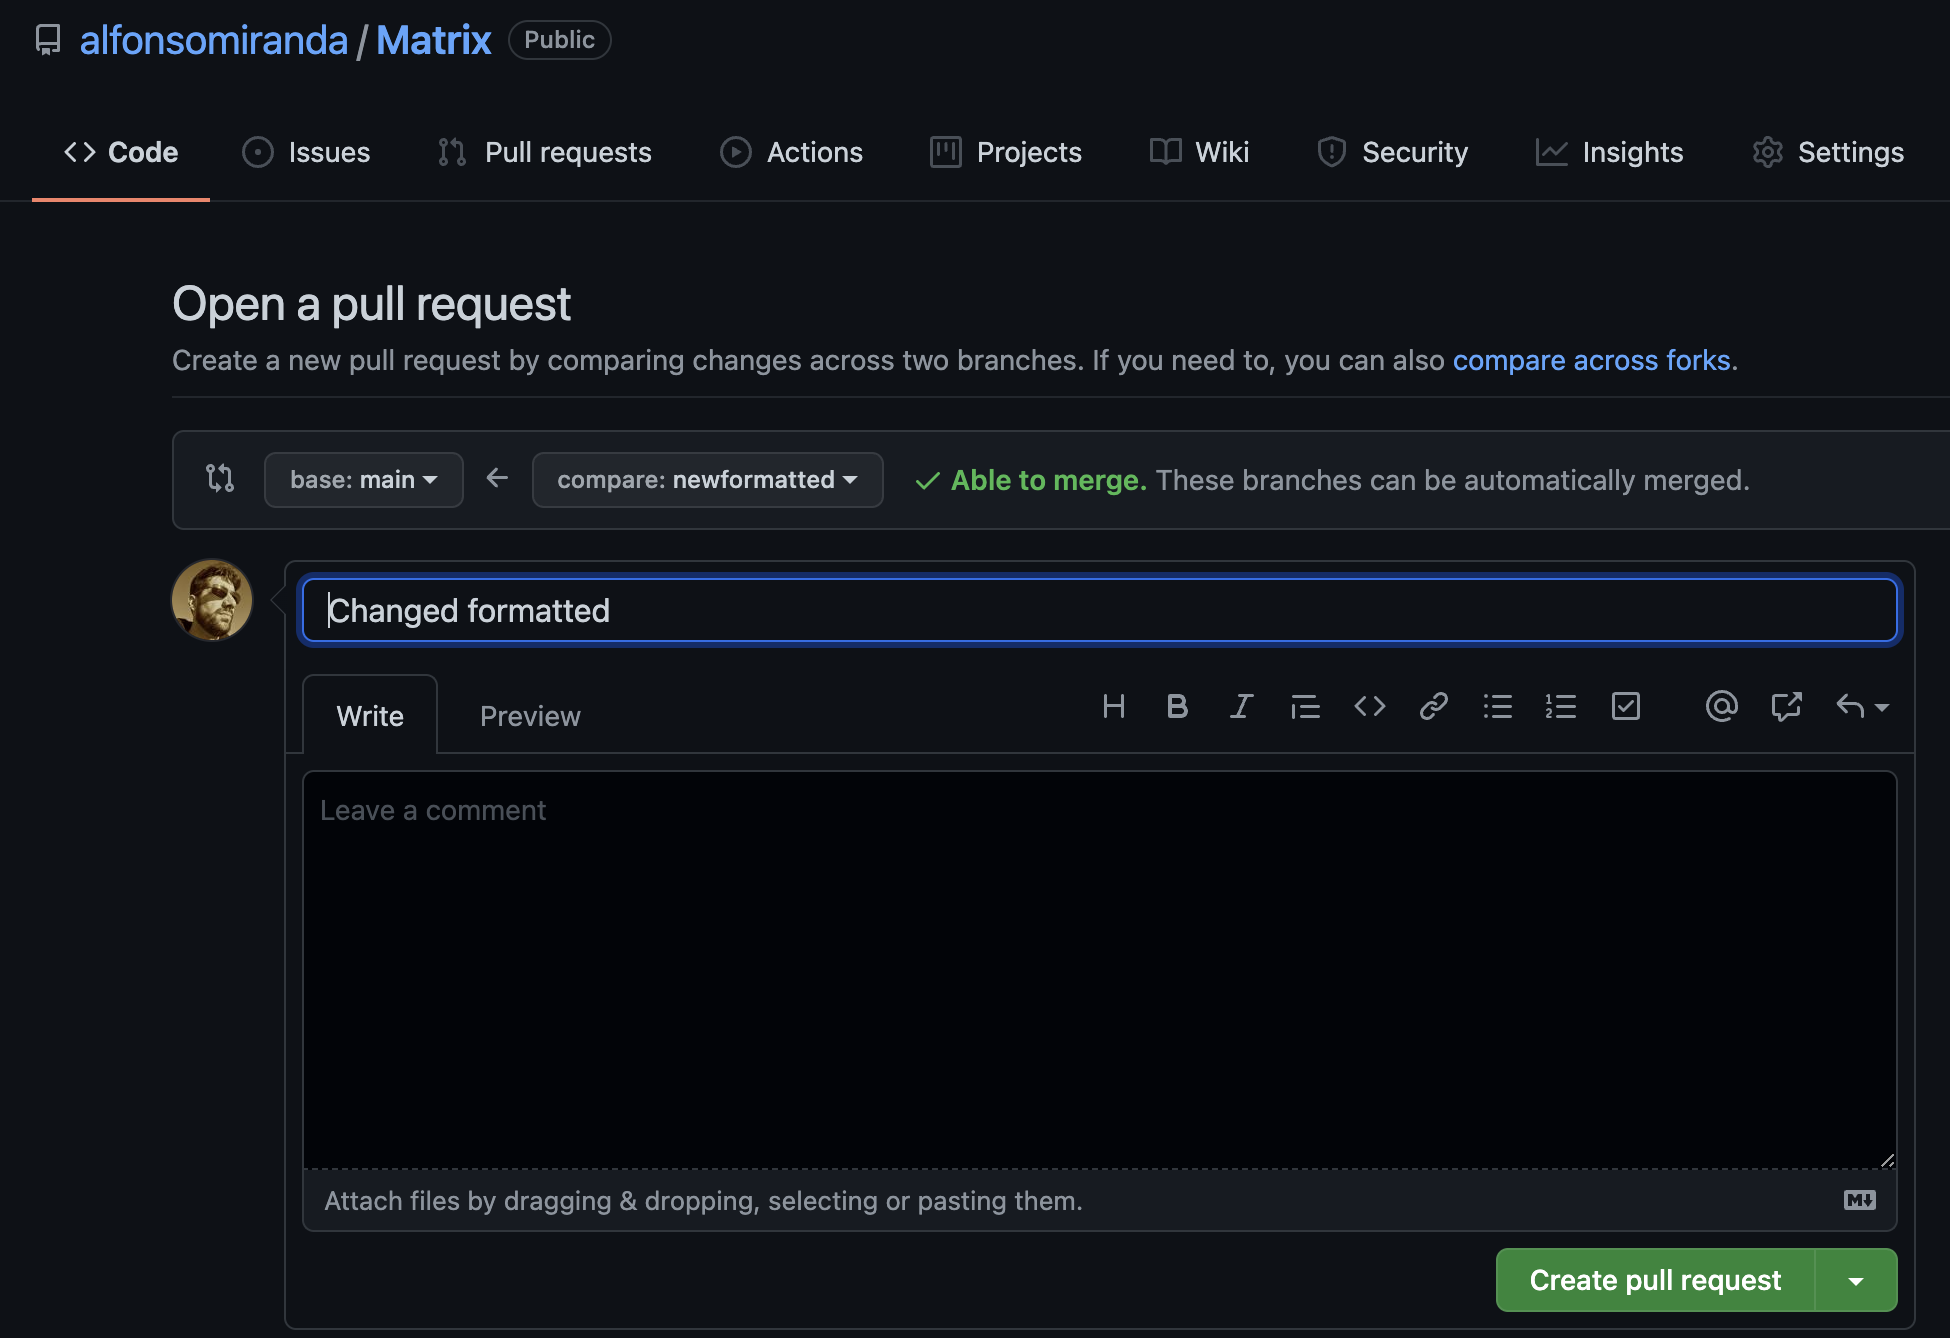 alfonsomiranda / Matrix Public
Code Issues Pull requests Actions Projects Wiki Security Insights Settings
Open a pull request
Create a new pull request by comparing changes across two branches. If you need to, you can also compare across forks.
base: main compare: newformatted Able to merge. These branches can be automatically merged.
Changed formatted
Write Preview
Leave a comment
Attach files by dragging & dropping, selecting or pasting them.
Create pull request